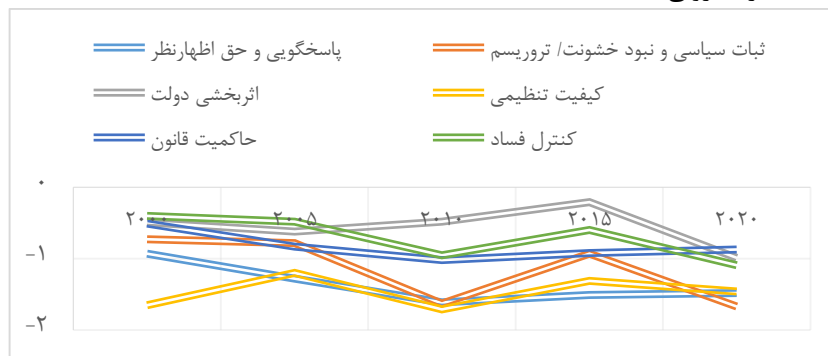 پاسخگویی و حق اظهارنظر
ثبات سیاسی و نبود خشونت/ تروریسم
اثربخشی دولت
کیفیت تنظیمی
حاکمیت قانون
کنترل فساد
۰
۲۰۰۰ ۲۰۰۵ ۲۰۱۰ ۲۰۱۵ ۲۰۲۰
-۱
-۲